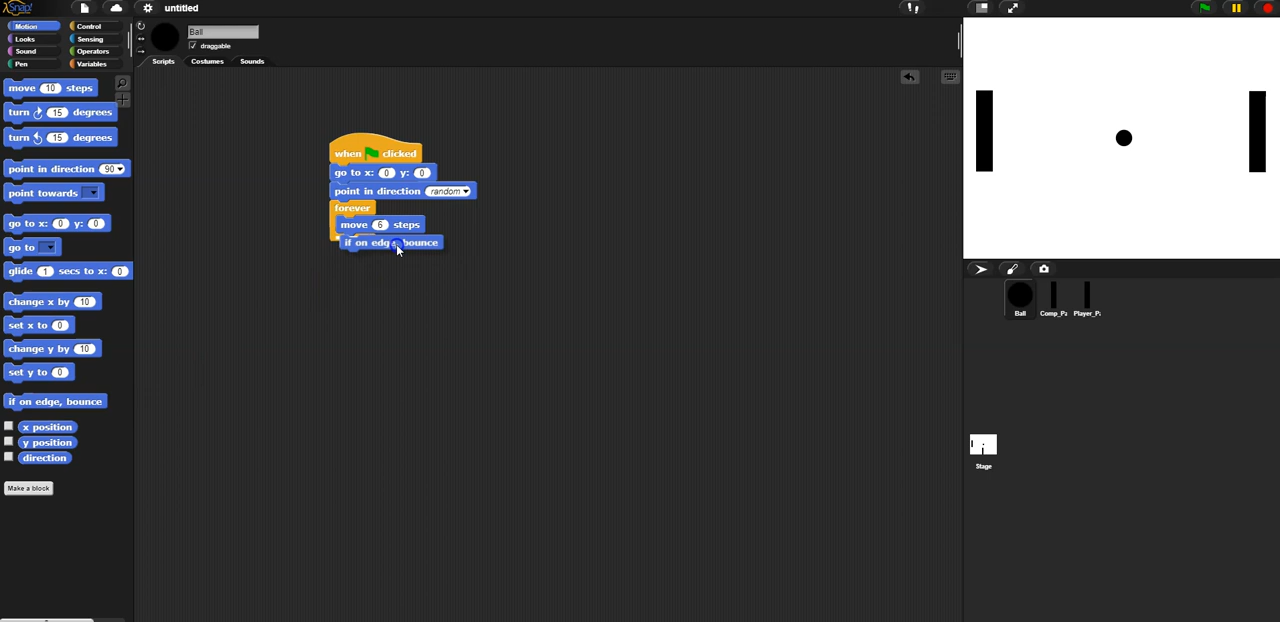 Snap!
untitled
Motion
Control
Looks
Sensing
Sound
Operators
Pen
Variables
Ball
draggable
Scripts
Costumes
Sounds
move 10 steps
turn 15 degrees
turn 15 degrees
point in direction 90
point towards
go to x: 0 y: 0
go to
glide 1 secs to x: 0
change x by 10
set x to 0
change y by 10
set y to 0
if on edge, bounce
x position
y position
direction
Make a block
when clicked
go to x: 0 y: 0
point in direction random
forever
move 6 steps
if on edge, bounce
Ball
Comp_Pa
Player_Pa
Stage